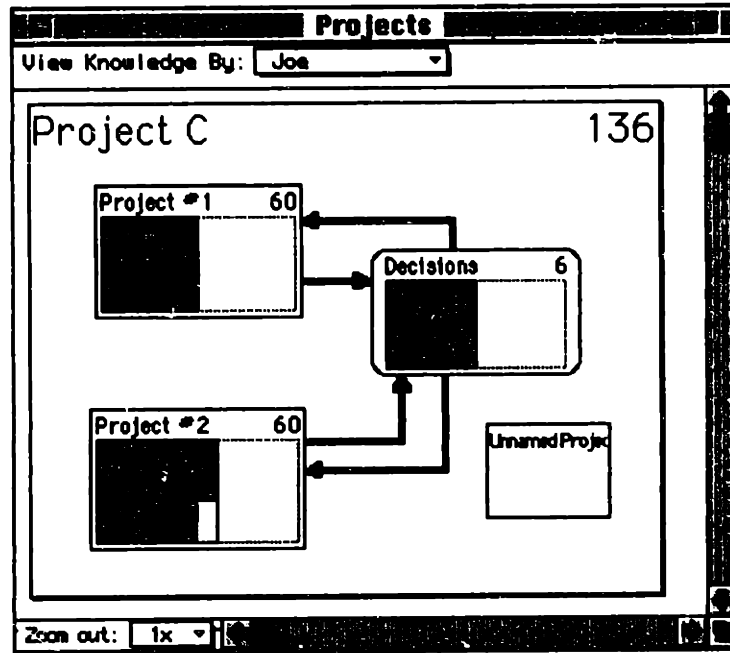 Projects
View Knowledge By: Joe
Project C 136
Project #1 60
Decisions 6
Project #2 60
Unnamed Projec
Zoom out: 1x